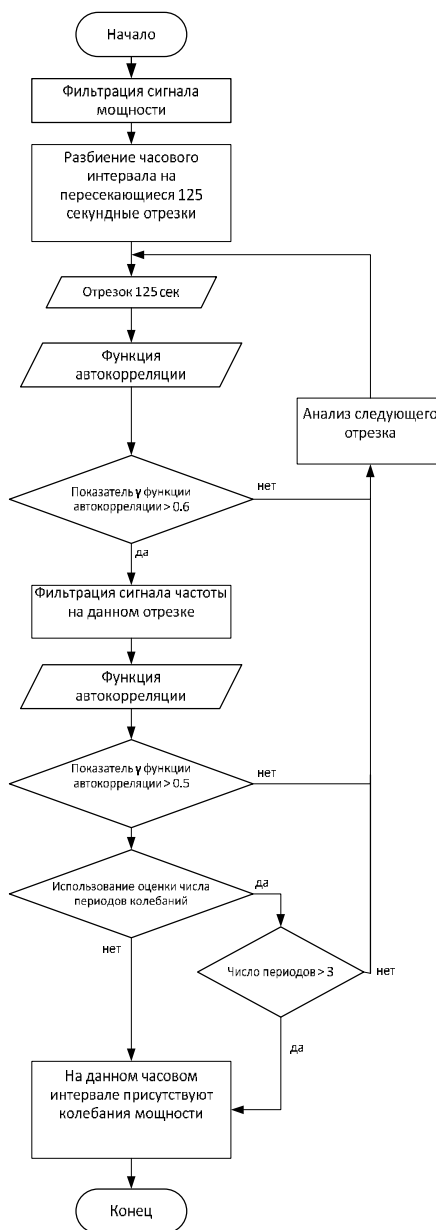 Начало
Фильтрация сигнала
мощности
Разбиение часового
интервала на
пересекающиеся 125
секундные отрезки
Отрезок 125 сек
Функция
автокорреляции
Анализ следующего
отрезка
Показатель γ функции
автокорреляции > 0.6
нет
да
Фильтрация сигнала частоты
на данном отрезке
Функция
автокорреляции
Показатель γ функции
автокорреляции > 0.5
нет
Использование оценки числа
периодов колебаний
да
нет
Число периодов > 3
нет
да
На данном часовом
интервале присутствуют
колебания мощности
Конец